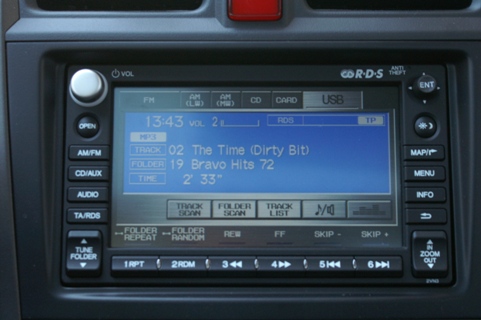 VOL R·D·S ANTI THEFT
ENT
FM AM (LW) AM (MW) CD CARD USB
OPEN
13:43 VOL 2 RDS TP
MP3
AM/FM
TRACK 02 The Time (Dirty Bit)
MAP/
FOLDER 19 Bravo Hits 72
CD/AUX
MENU
TIME 2' 33"
AUDIO
INFO
TRACK SCAN FOLDER SCAN TRACK LIST
TA/RDS
FOLDER REPEAT FOLDER RANDOM REW FF SKIP - SKIP +
TUNE FOLDER
IN ZOOM OUT
1 RPT 2 RDM 3 4 5 6